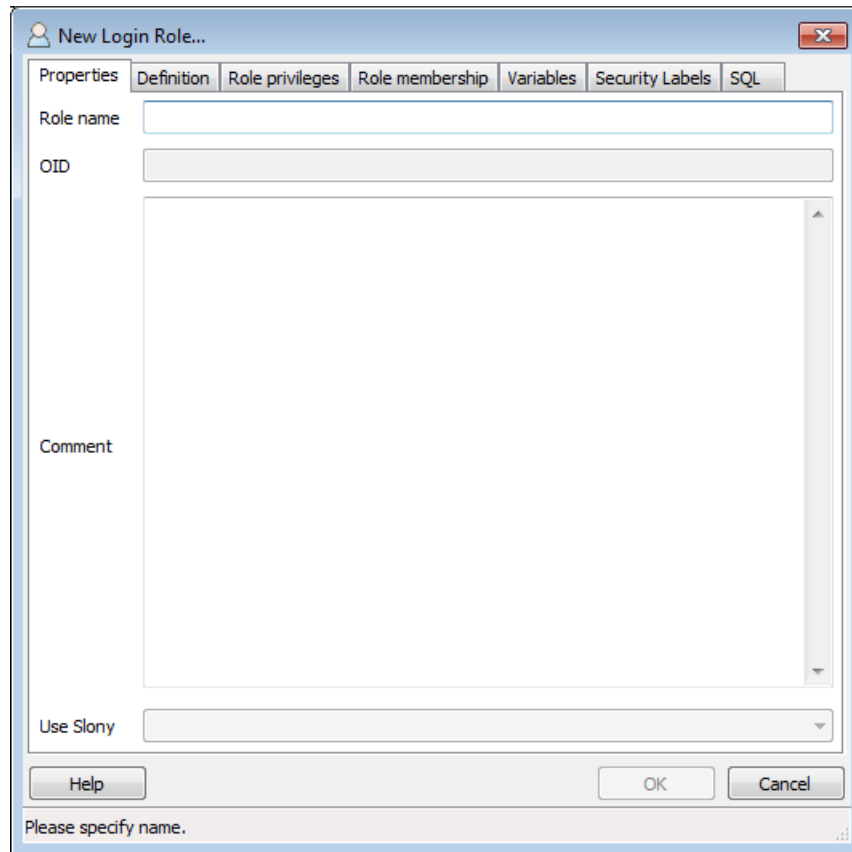 New Login Role...
Properties Definition Role privileges Role membership Variables Security Labels SQL
Role name
OID
Comment
Use Slony
Help OK Cancel
Please specify name.